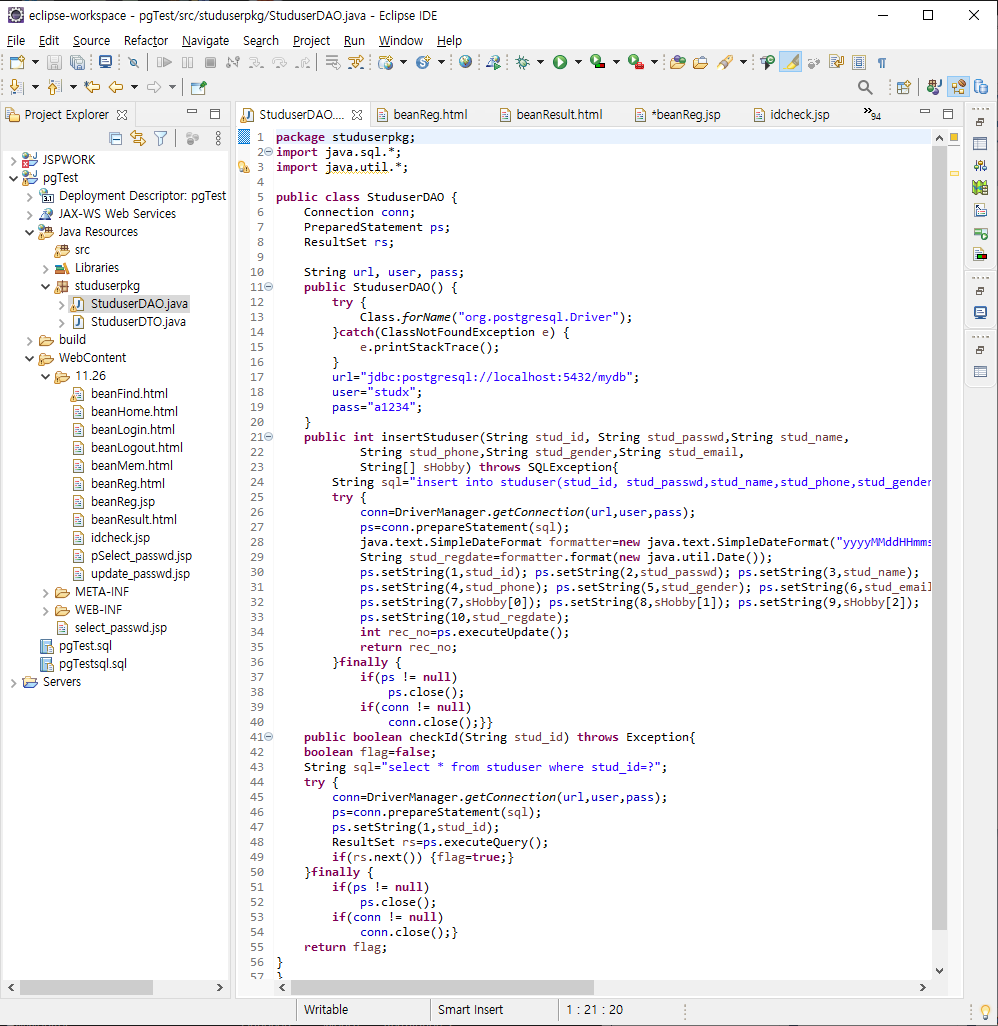 eclipse-workspace - pgTest/src/studuserpkg/StuduserDAO.java - Eclipse IDE
File Edit Source Refactor Navigate Search Project Run Window Help
Project Explorer
JSPWORK
pgTest
Deployment Descriptor: pgTest
JAX-WS Web Services
Java Resources
src
Libraries
studuserpkg
StuduserDAO.java
StuduserDTO.java
build
WebContent
11.26
beanFind.html
beanHome.html
beanLogin.html
beanLogout.html
beanMem.html
beanReg.html
beanReg.jsp
beanResult.html
idcheck.jsp
pSelect_passwd.jsp
update_passwd.jsp
META-INF
WEB-INF
select_passwd.jsp
pgTest.sql
pgTestsql.sql
Servers
StuduserDAO.... beanReg.html beanResult.html *beanReg.jsp idcheck.jsp »94
1 package studuserpkg;
2 import java.sql.*;
3 import java.util.*;
4
5 public class StuduserDAO {
6 Connection conn;
7 PreparedStatement ps;
8 ResultSet rs;
9
10 String url, user, pass;
11 public StuduserDAO() {
12 try {
13 Class.forName("org.postgresql.Driver");
14 }catch(ClassNotFoundException e) {
15 e.printStackTrace();
16 }
17 url="jdbc:postgresql://localhost:5432/mydb";
18 user="studx";
19 pass="a1234";
20 }
21 public int insertStuduser(String stud_id, String stud_passwd,String stud_name,
22 String stud_phone,String stud_gender,String stud_email,
23 String[] sHobby) throws SQLException{
24 String sql="insert into studuser(stud_id, stud_passwd,stud_name,stud_phone,stud_gender
25 try {
26 conn=DriverManager.getConnection(url,user,pass);
27 ps=conn.prepareStatement(sql);
28 java.text.SimpleDateFormat formatter=new java.text.SimpleDateFormat("yyyyMMddHHmms
29 String stud_regdate=formatter.format(new java.util.Date());
30 ps.setString(1,stud_id); ps.setString(2,stud_passwd); ps.setString(3,stud_name);
31 ps.setString(4,stud_phone); ps.setString(5,stud_gender); ps.setString(6,stud_email
32 ps.setString(7,sHobby[0]); ps.setString(8,sHobby[1]); ps.setString(9,sHobby[2]);
33 ps.setString(10,stud_regdate);
34 int rec_no=ps.executeUpdate();
35 return rec_no;
36 }finally {
37 if(ps != null)
38 ps.close();
39 if(conn != null)
40 conn.close();}}
41 public boolean checkId(String stud_id) throws Exception{
42 boolean flag=false;
43 String sql="select * from studuser where stud_id=?";
44 try {
45 conn=DriverManager.getConnection(url,user,pass);
46 ps=conn.prepareStatement(sql);
47 ps.setString(1,stud_id);
48 ResultSet rs=ps.executeQuery();
49 if(rs.next()) {flag=true;}
50 }finally {
51 if(ps != null)
52 ps.close();
53 if(conn != null)
54 conn.close();}
55 return flag;
56 }
57 }
Writable Smart Insert 1 : 21 : 20